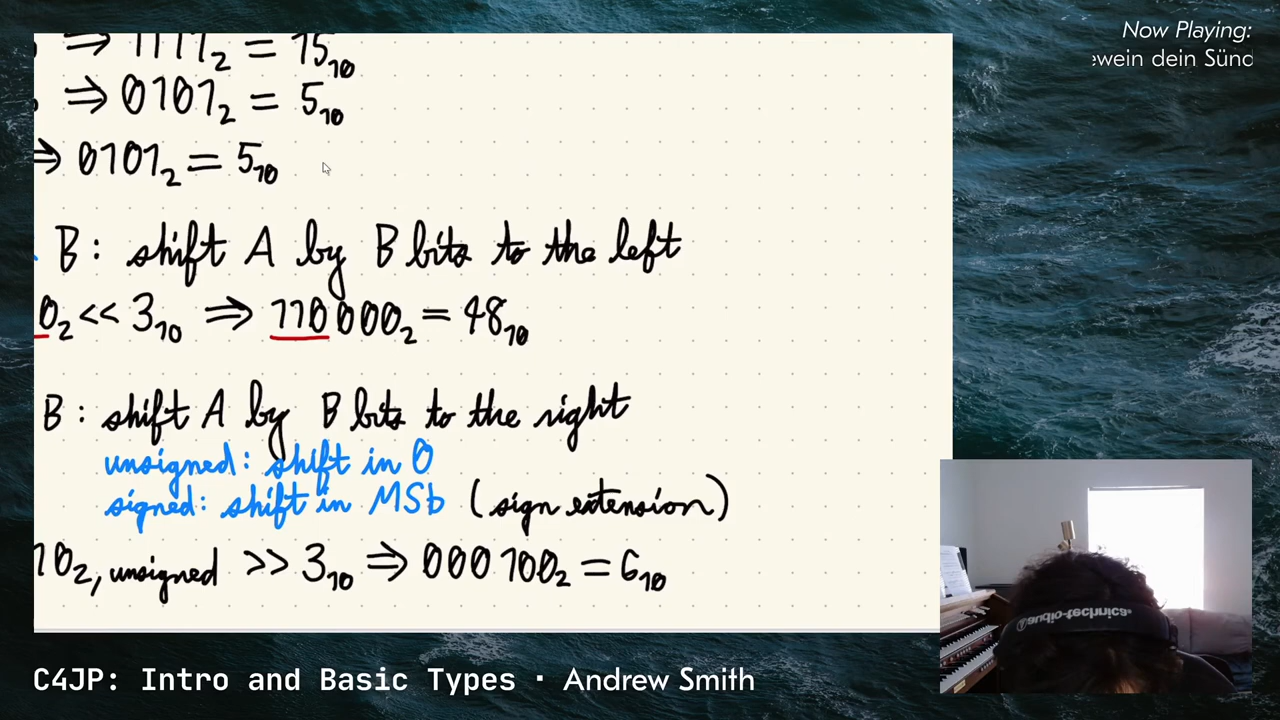 ⇒ 1111₂ = 15₁₀
⇒ 0101₂ = 5₁₀
⇒ 0101₂ = 5₁₀
B: shift A by B bits to the left
0₂ << 3₁₀ ⇒ 110000₂ = 48₁₀
B: shift A by B bits to the right
unsigned: shift in 0
signed: shift in MSb (sign extension)
10₂, unsigned >> 3₁₀ ⇒ 000100₂ = 6₁₀
Now Playing:
ewein dein Sünd
audio-technica
C4JP: Intro and Basic Types · Andrew Smith